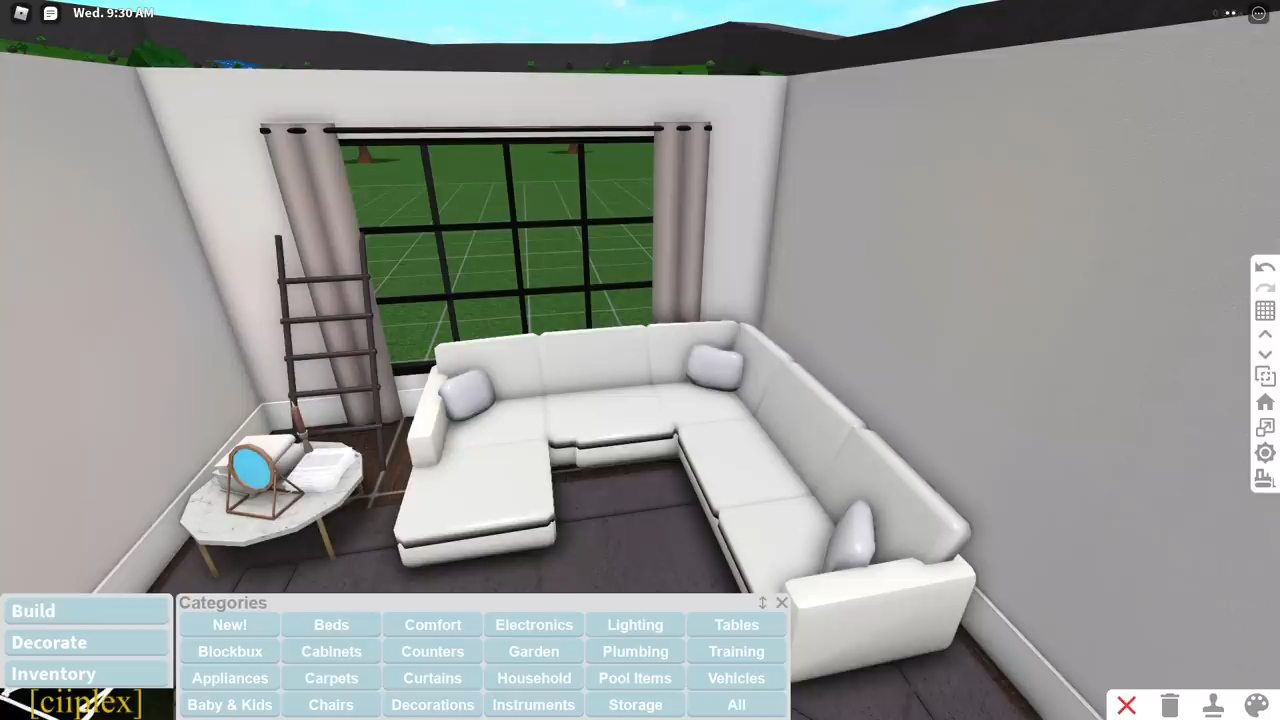 Wed. 9:30 AM
Build
Decorate
Inventory
Categories
New! Beds Comfort Electronics Lighting Tables
Blockbux Cabinets Counters Garden Plumbing Training
Appliances Carpets Curtains Household Pool Items Vehicles
Baby & Kids Chairs Decorations Instruments Storage All
[ciiplex]